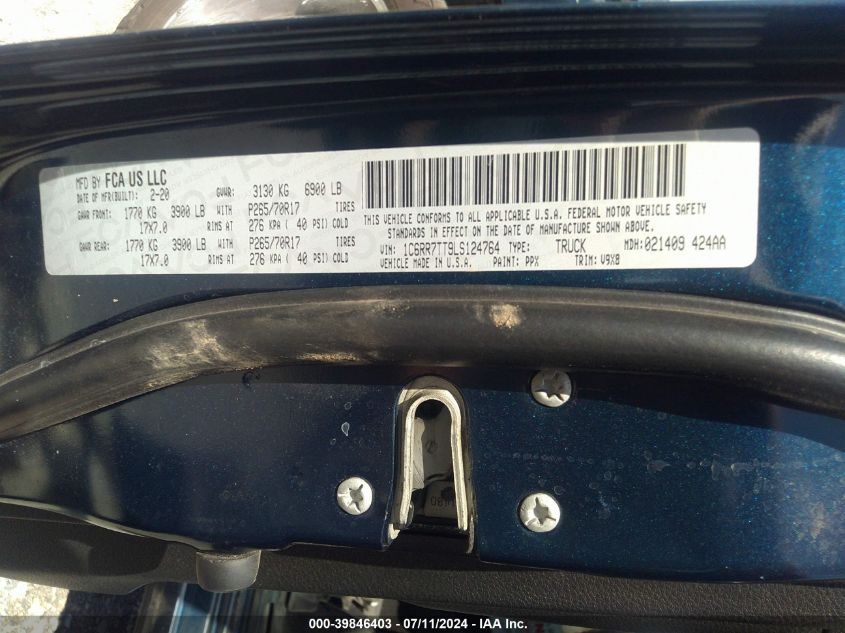 MFD BY FCA US LLC
DATE OF MFR(BUILT): 2-20 GVWR: 3130 KG 6900 LB
GAWR FRONT: 1770 KG 3900 LB WITH P265/70R17 TIRES
17X7.0 RIMS AT 276 KPA ( 40 PSI) COLD
GAWR REAR: 1770 KG 3900 LB WITH P265/70R17 TIRES
17X7.0 RIMS AT 276 KPA ( 40 PSI) COLD
THIS VEHICLE CONFORMS TO ALL APPLICABLE U.S.A. FEDERAL MOTOR VEHICLE SAFETY
STANDARDS IN EFFECT ON THE DATE OF MANUFACTURE SHOWN ABOVE.
VIN: 1C6RR7TT9LS124764 TYPE: TRUCK MDH: 021409 424AA
VEHICLE MADE IN U.S.A. PAINT: PPX TRIM: V9X8
000-39846403 - 07/11/2024 - IAA Inc.